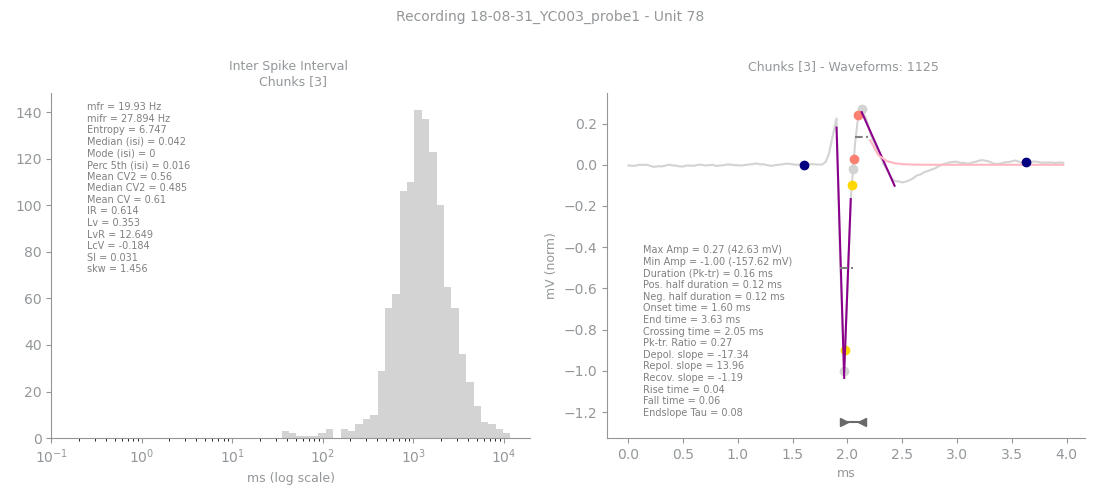 Recording 18-08-31_YC003_probe1 - Unit 78
Inter Spike Interval
Chunks [3]
140
120
100
80
60
40
20
0
mfr = 19.93 Hz
mifr = 27.894 Hz
Entropy = 6.747
Median (isi) = 0.042
Mode (isi) = 0
Perc 5th (isi) = 0.016
Mean CV2 = 0.56
Median CV2 = 0.485
Mean CV = 0.61
IR = 0.614
Lv = 0.353
LvR = 12.649
LcV = -0.184
SI = 0.031
skw = 1.456
10⁻¹ 10⁰ 10¹ 10² 10³ 10⁴
ms (log scale)
Chunks [3] - Waveforms: 1125
mV (norm)
0.2
0.0
−0.2
−0.4
−0.6
−0.8
−1.0
−1.2
Max Amp = 0.27 (42.63 mV)
Min Amp = -1.00 (-157.62 mV)
Duration (Pk-tr) = 0.16 ms
Pos. half duration = 0.12 ms
Neg. half duration = 0.12 ms
Onset time = 1.60 ms
End time = 3.63 ms
Crossing time = 2.05 ms
Pk-tr. Ratio = 0.27
Depol. slope = -17.34
Repol. slope = 13.96
Recov. slope = -1.19
Rise time = 0.04
Fall time = 0.06
Endslope Tau = 0.08
0.0 0.5 1.0 1.5 2.0 2.5 3.0 3.5 4.0
ms